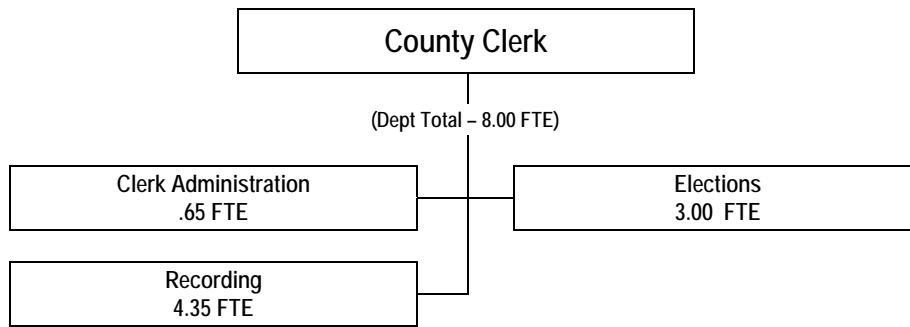 County Clerk
(Dept Total – 8.00 FTE)
Clerk Administration
.65 FTE
Elections
3.00 FTE
Recording
4.35 FTE